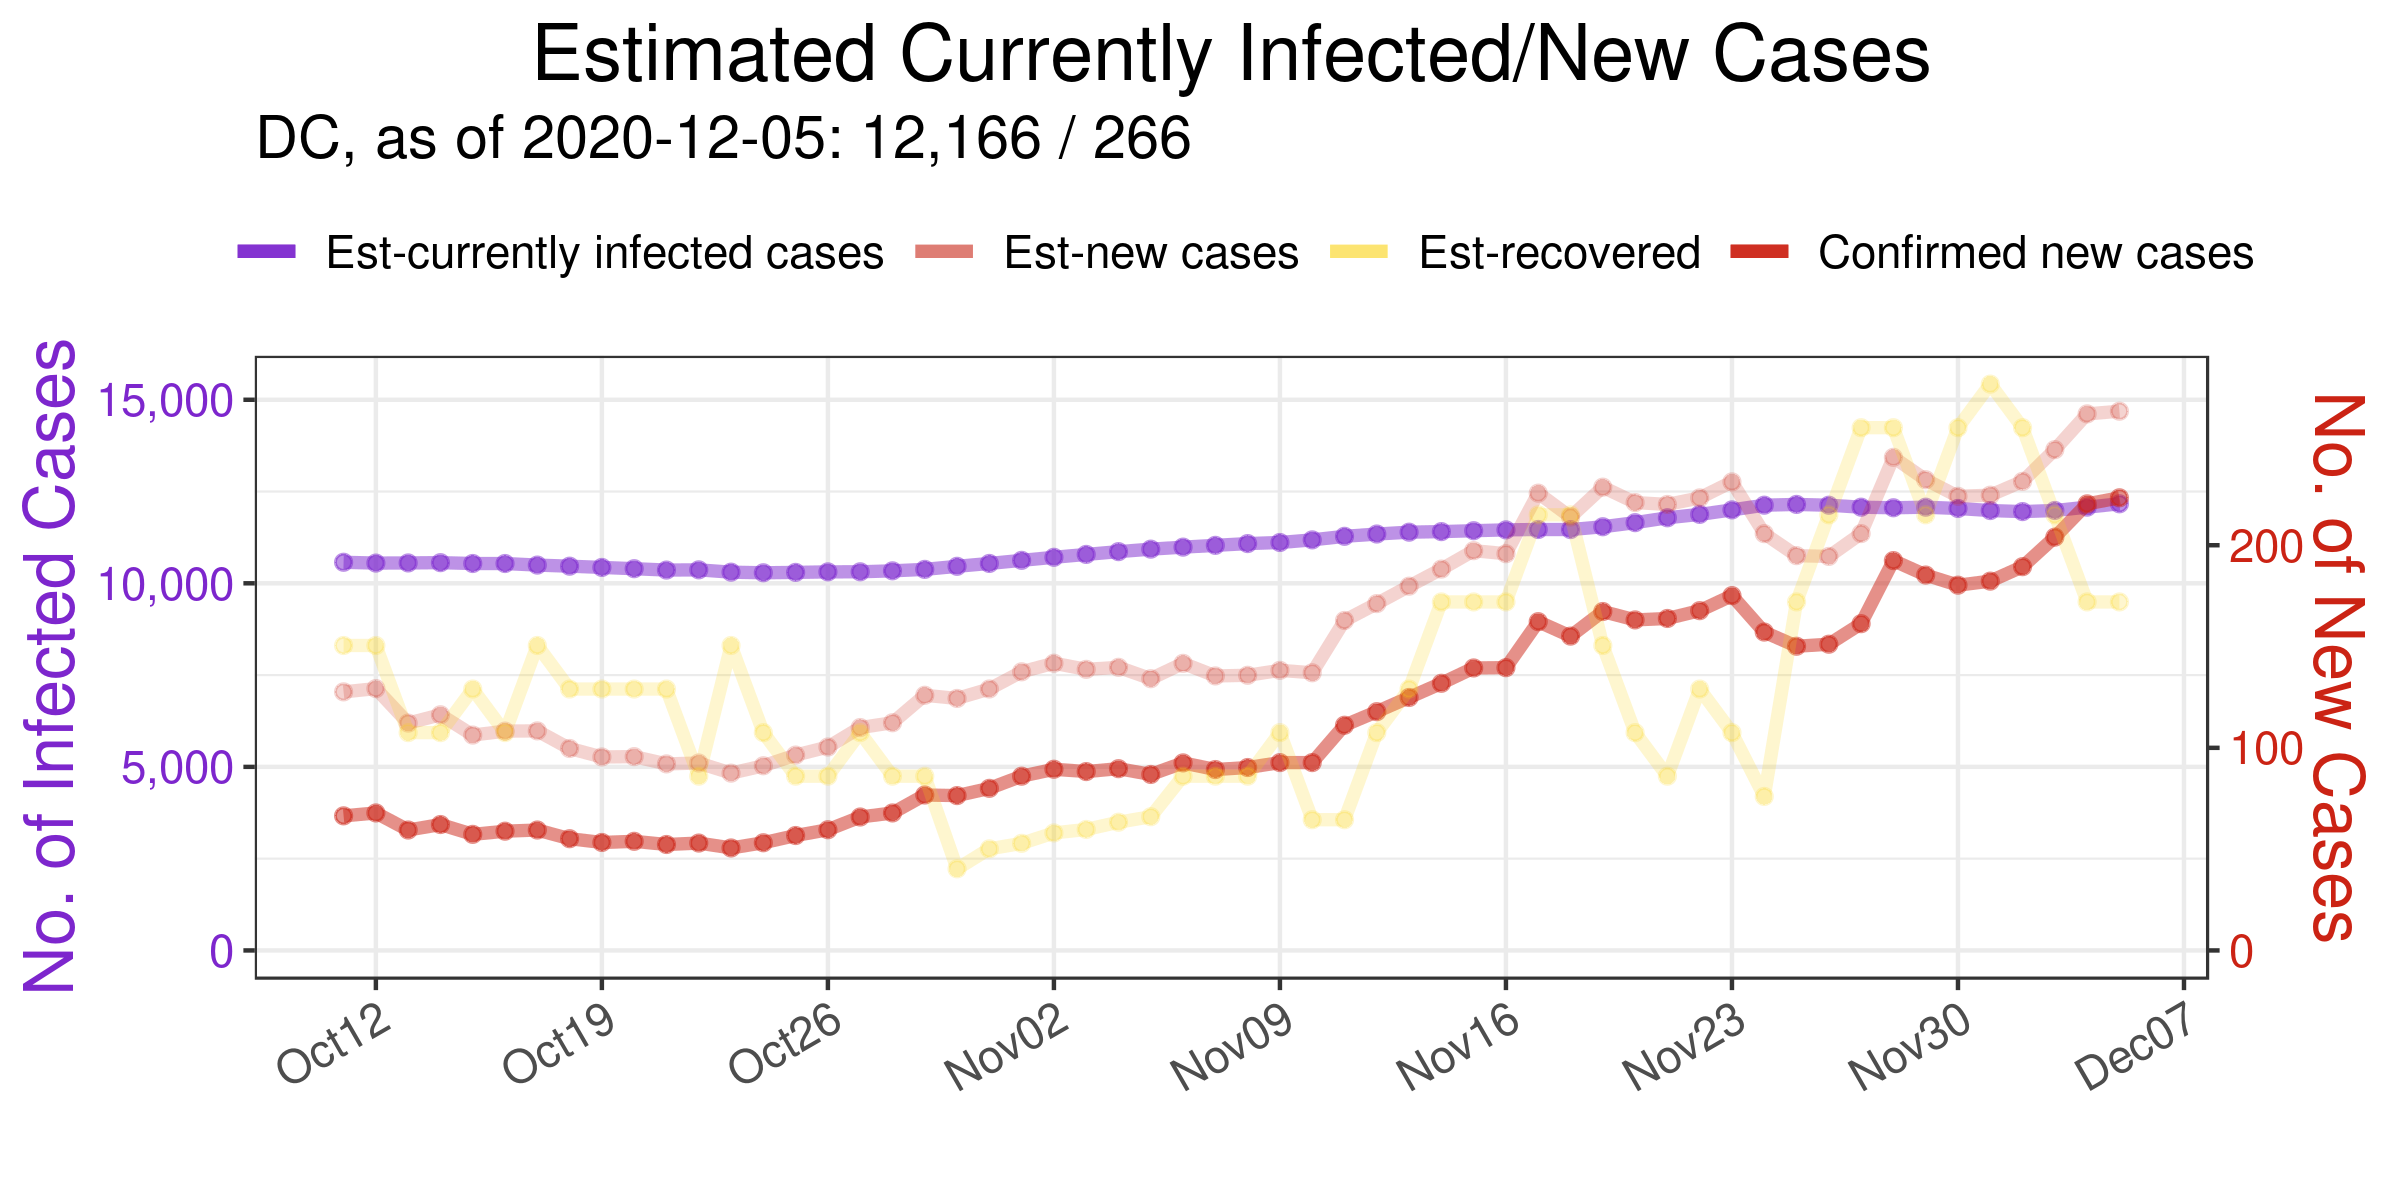 Estimated Currently Infected/New Cases
DC, as of 2020-12-05: 12,166 / 266
Est-currently infected cases Est-new cases Est-recovered Confirmed new cases
No. of Infected Cases
15,000
10,000
5,000
0
200
100
0
No. of New Cases
Oct12 Oct19 Oct26 Nov02 Nov09 Nov16 Nov23 Nov30 Dec07